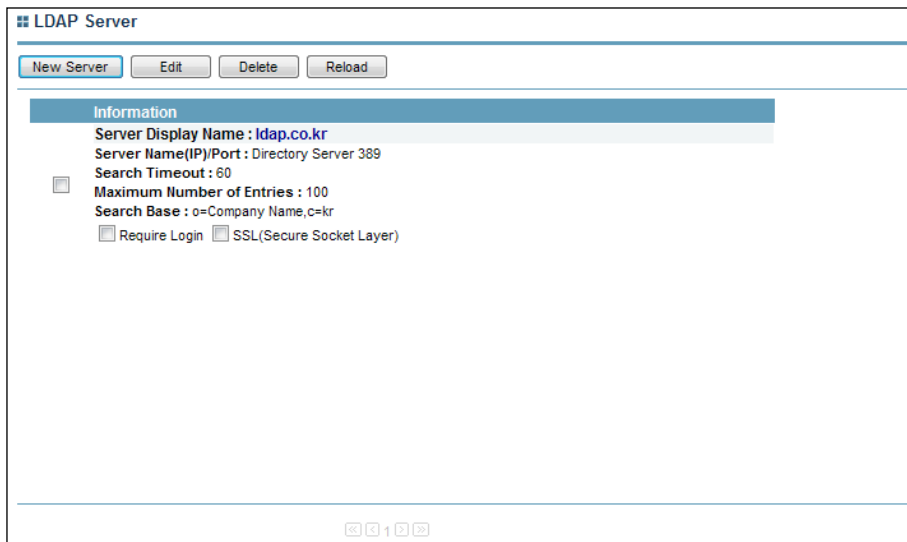 LDAP Server
New Server Edit Delete Reload
Information
Server Display Name : ldap.co.kr
Server Name(IP)/Port : Directory Server 389
Search Timeout : 60
Maximum Number of Entries : 100
Search Base : o=Company Name,c=kr
Require Login SSL(Secure Socket Layer)
1